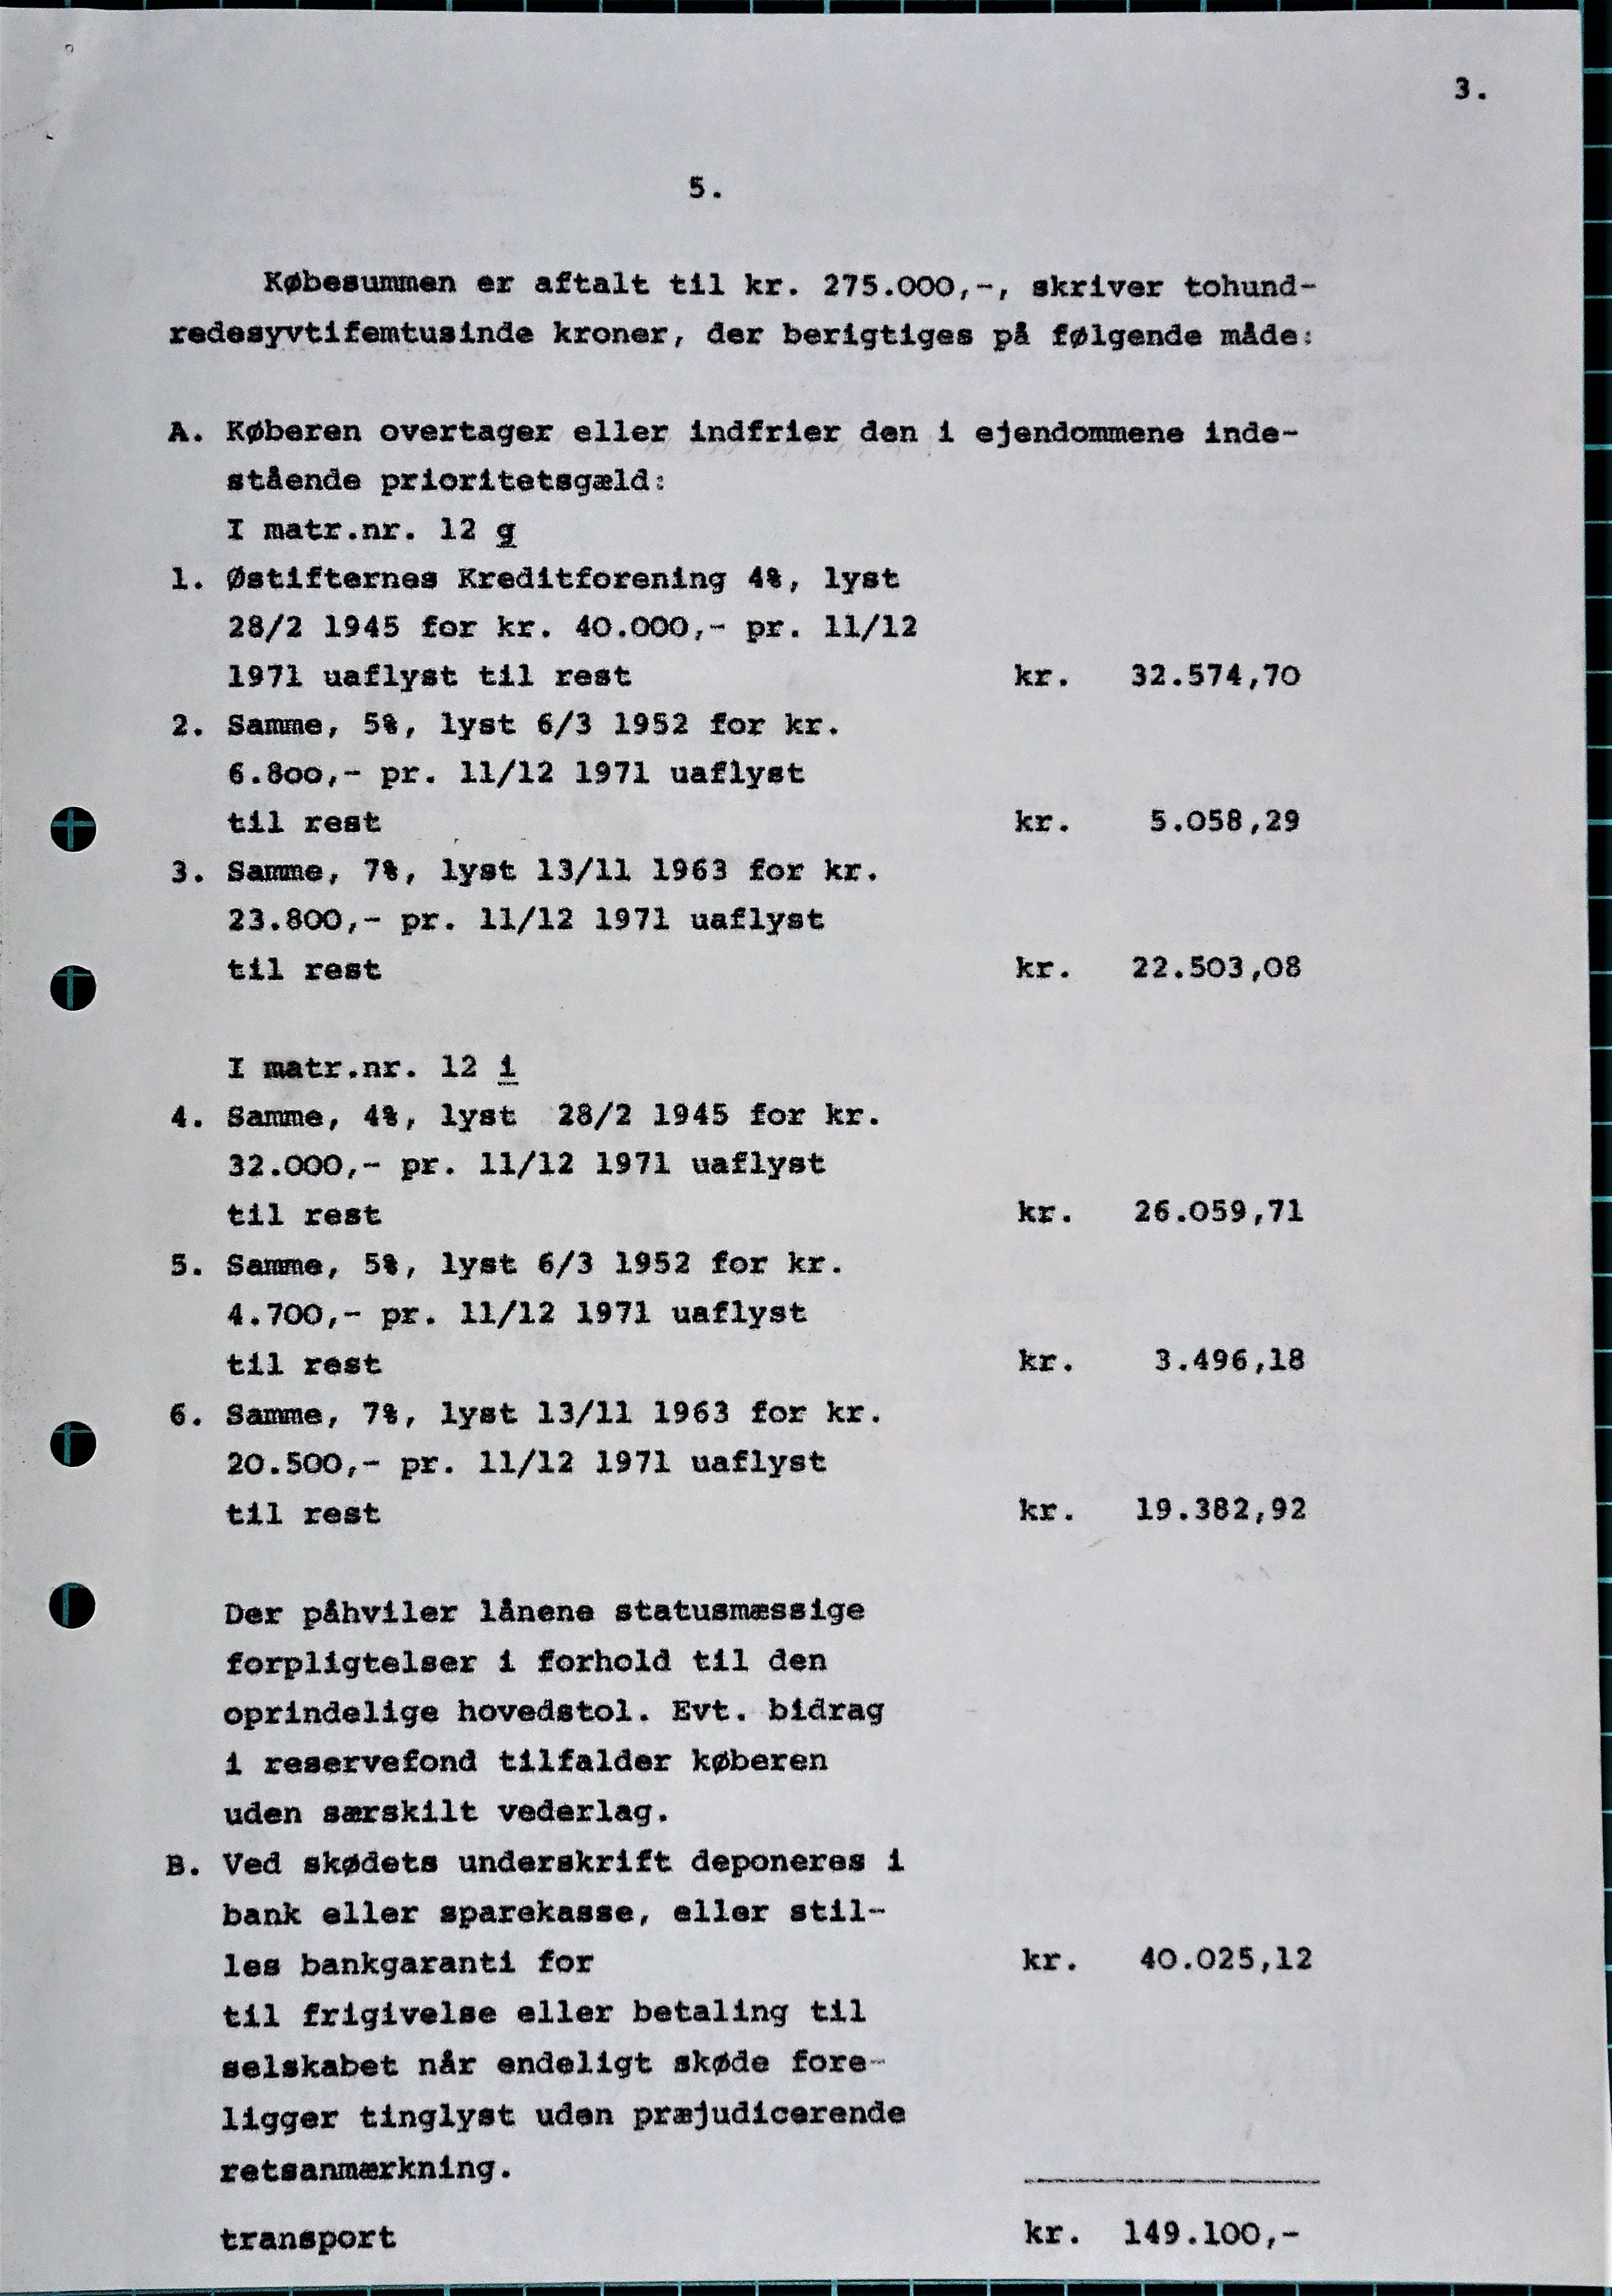 3.
5.
Købesummen er aftalt til kr. 275.000,-, skriver tohund-
redesyvtifemtusinde kroner, der berigtiges på følgende måde:
A. Køberen overtager eller indfrier den i ejendommene inde-
stående prioritetsgæld:
I matr.nr. 12 g
1. Østifternes Kreditforening 4%, lyst
28/2 1945 for kr. 40.000,- pr. 11/12
1971 uaflyst til rest kr. 32.574,70
2. Samme, 5%, lyst 6/3 1952 for kr.
6.800,- pr. 11/12 1971 uaflyst
til rest kr. 5.058,29
3. Samme, 7%, lyst 13/11 1963 for kr.
23.800,- pr. 11/12 1971 uaflyst
til rest kr. 22.503,08
I matr.nr. 12 i
4. Samme, 4%, lyst 28/2 1945 for kr.
32.000,- pr. 11/12 1971 uaflyst
til rest kr. 26.059,71
5. Samme, 5%, lyst 6/3 1952 for kr.
4.700,- pr. 11/12 1971 uaflyst
til rest kr. 3.496,18
6. Samme, 7%, lyst 13/11 1963 for kr.
20.500,- pr. 11/12 1971 uaflyst
til rest kr. 19.382,92
Der påhviler lånene statusmæssige
forpligtelser i forhold til den
oprindelige hovedstol. Evt. bidrag
i reservefond tilfalder køberen
uden særskilt vederlag.
B. Ved skødets underskrift deponeres i
bank eller sparekasse, eller stil-
les bankgaranti for kr. 40.025,12
til frigivelse eller betaling til
selskabet når endeligt skøde fore-
ligger tinglyst uden præjudicerende
retsanmærkning.
transport kr. 149.100,-